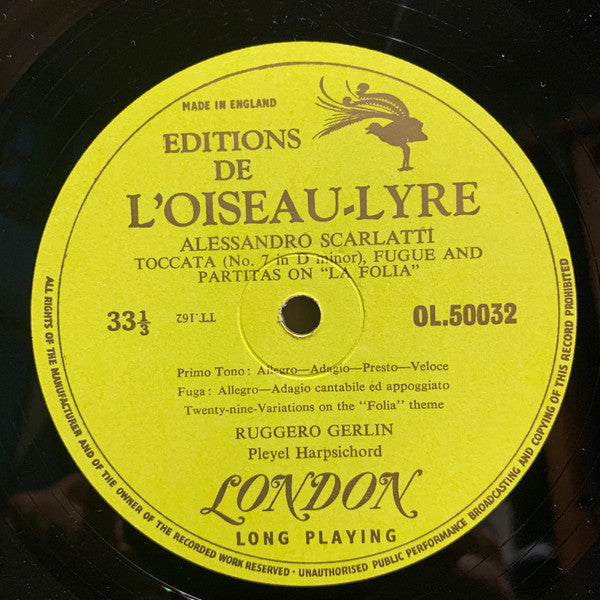 MADE IN ENGLAND
EDITIONS
DE
L'OISEAU-LYRE
ALESSANDRO SCARLATTI
TOCCATA (No. 7 in D minor), FUGUE AND
PARTITAS ON "LA FOLIA"
33⅓
TT.162
OL.50032
Primo Tono: Allegro—Adagio—Presto—Veloce
Fuga: Allegro—Adagio cantabile ed appoggiato
Twenty-nine-Variations on the "Folia" theme
RUGGERO GERLIN
Pleyel Harpsichord
LONDON
LONG PLAYING
ALL RIGHTS OF THE MANUFACTURER AND OF THE OWNER OF THE RECORDED WORK RESERVED · UNAUTHORISED PUBLIC PERFORMANCE BROADCASTING AND COPYING OF THIS RECORD PROHIBITED